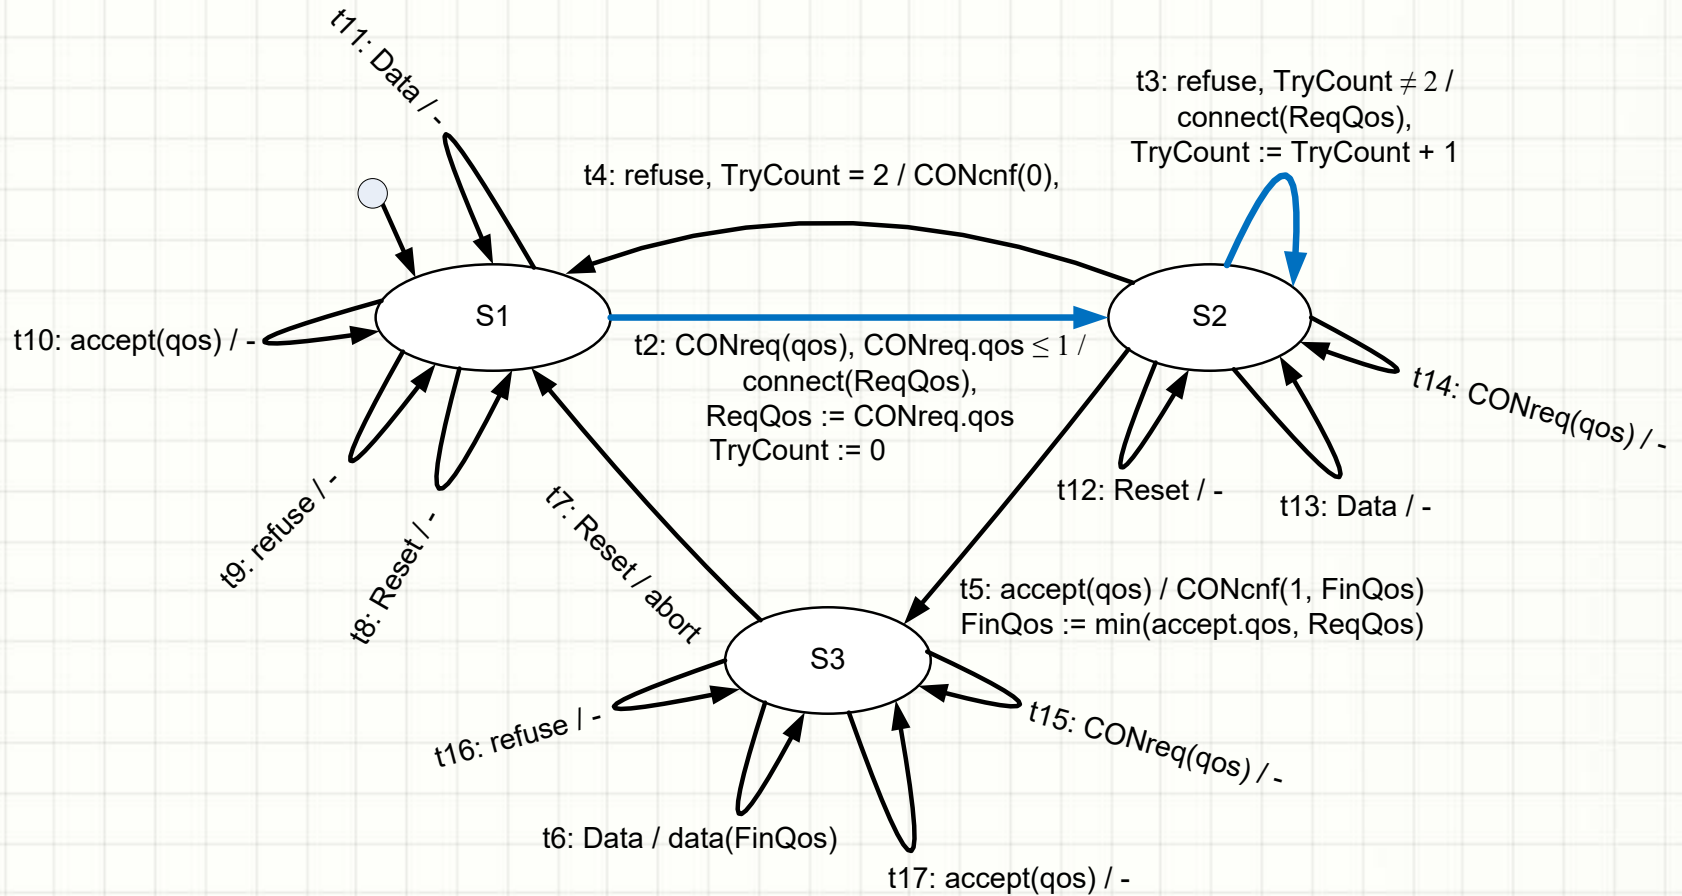 t11: Data / -
t3: refuse, TryCount ≠ 2 /
connect(ReqQos),
TryCount := TryCount + 1
t4: refuse, TryCount = 2 / CONcnf(0),
S1
S2
t10: accept(qos) / -
t2: CONreq(qos), CONreq.qos ≤ 1 /
connect(ReqQos),
ReqQos := CONreq.qos
TryCount := 0
t14: CONreq(qos) / -
t9: refuse / -
t8: Reset / -
t7: Reset / abort
t12: Reset / -
t13: Data / -
t5: accept(qos) / CONcnf(1, FinQos)
FinQos := min(accept.qos, ReqQos)
S3
t16: refuse / -
t15: CONreq(qos) / -
t6: Data / data(FinQos)
t17: accept(qos) / -